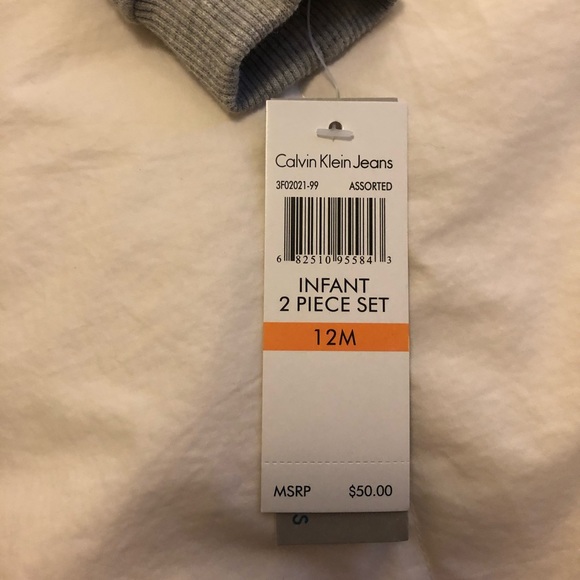 Calvin Klein Jeans
3F02021-99 ASSORTED
6 82510 95584 3
INFANT
2 PIECE SET
12M
MSRP $50.00
S